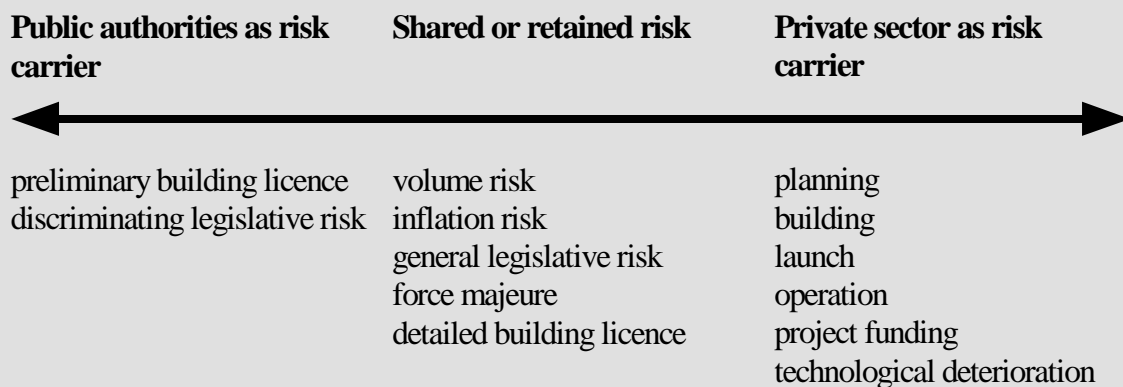 Public authorities as risk
carrier
Shared or retained risk
Private sector as risk
carrier
preliminary building licence
discriminating legislative risk
volume risk
inflation risk
general legislative risk
force majeure
detailed building licence
planning
building
launch
operation
project funding
technological deterioration